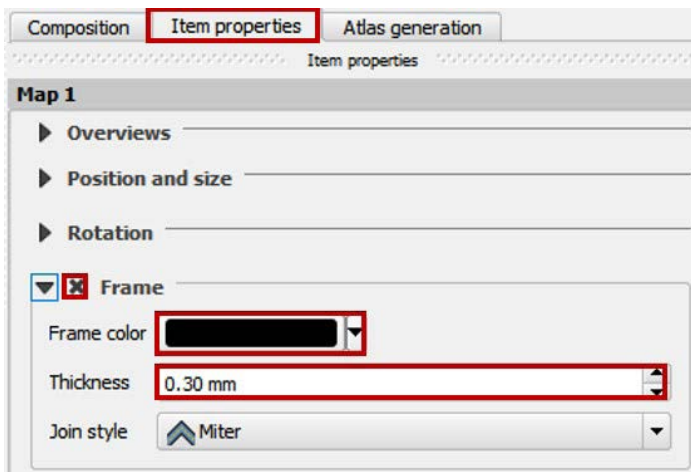 Composition Item properties Atlas generation
Item properties
Map 1
Overviews
Position and size
Rotation
Frame
Frame color
Thickness 0.30 mm
Join style Miter